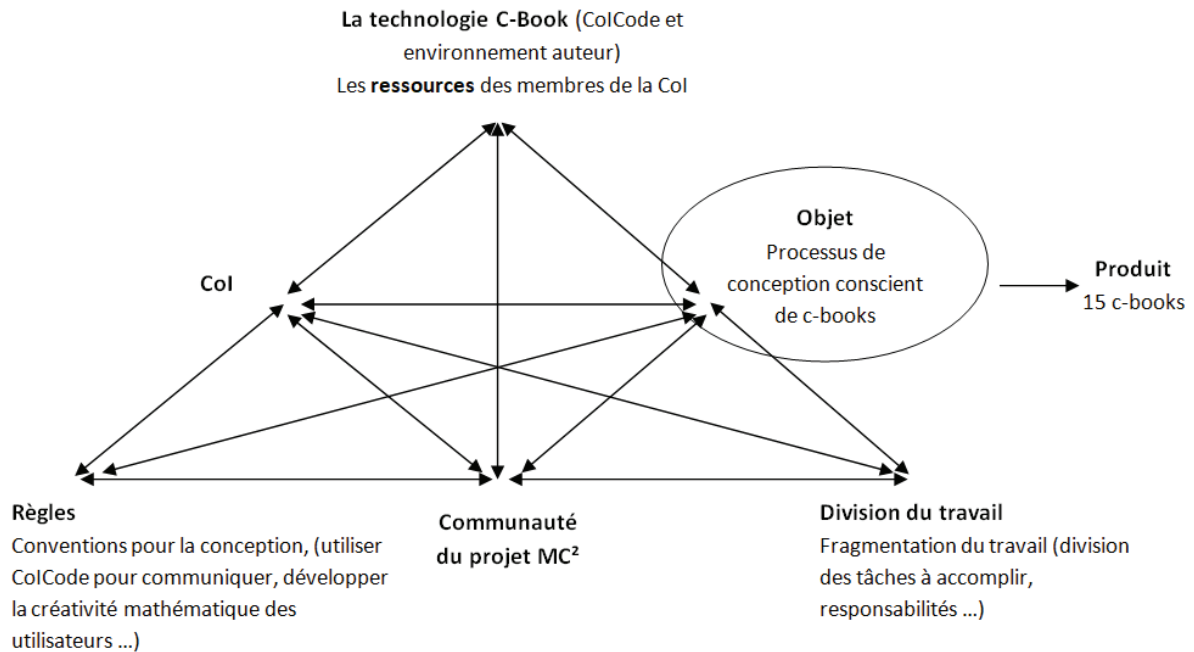 La technologie C-Book (CoICode et
environnement auteur)
Les ressources des membres de la CoI
CoI
Objet
Processus de
conception conscient
de c-books
Produit
15 c-books
Règles
Conventions pour la conception, (utiliser
CoICode pour communiquer, développer
la créativité mathématique des
utilisateurs ...)
Communauté
du projet MC²
Division du travail
Fragmentation du travail (division
des tâches à accomplir,
responsabilités ...)